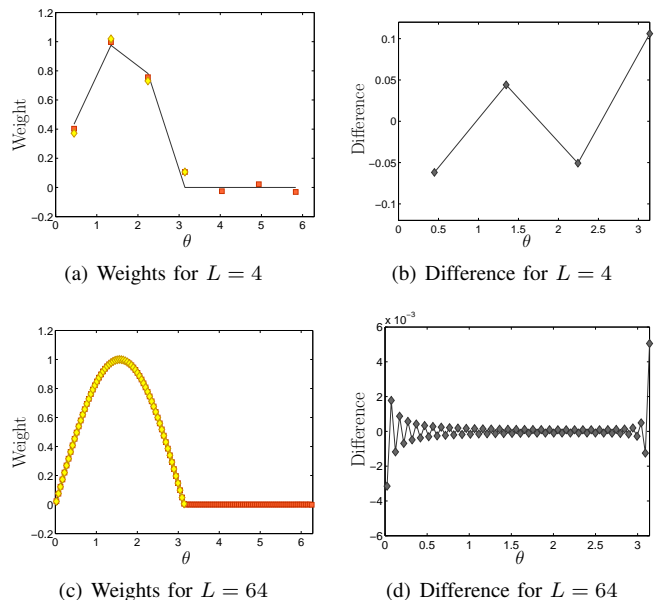 1.2
1
0.8
0.6
0.4
0.2
0
−0.2
Weight
0 1 2 3 4 5 6
θ
(a) Weights for L = 4
0.1
0.05
0
−0.05
−0.1
Difference
0 0.5 1 1.5 2 2.5 3
θ
(b) Difference for L = 4
1.2
1
0.8
0.6
0.4
0.2
0
−0.2
Weight
0 1 2 3 4 5 6
θ
(c) Weights for L = 64
x 10⁻³
6
4
2
0
−2
−4
−6
Difference
0 0.5 1 1.5 2 2.5 3
θ
(d) Difference for L = 64